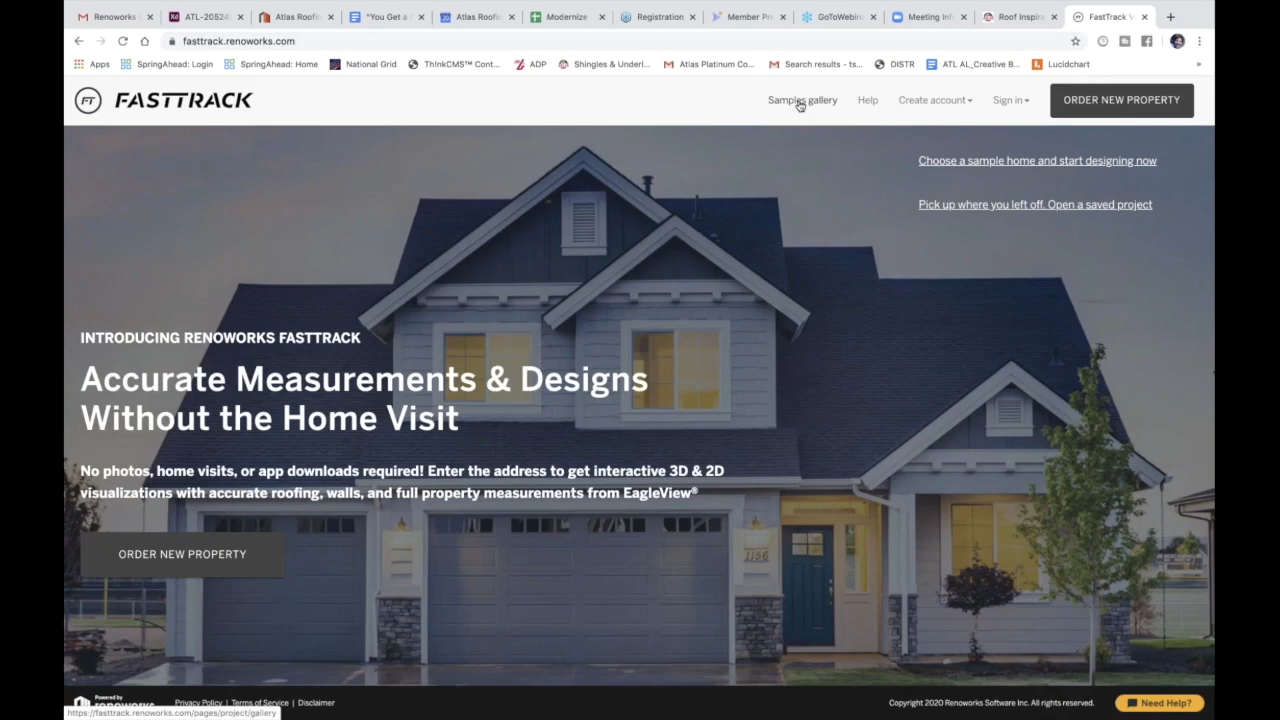 Renoworks
ATL-20524
Atlas Roofin
"You Get a
Atlas Roofi
Modernize
Registration
Member Pr
GoToWebin
Meeting Inf
Roof Inspira
FastTrack V
fasttrack.renoworks.com
Apps
SpringAhead: Login
SpringAhead: Home
National Grid
Th!nkCMS™ Cont...
ADP
Shingles & Underl...
Atlas Platinum Co...
Search results - ts...
DISTR
ATL AL_Creative B...
Lucidchart
FT FASTTRACK
Samples gallery
Help
Create account
Sign in
ORDER NEW PROPERTY
Choose a sample home and start designing now
Pick up where you left off. Open a saved project
INTRODUCING RENOWORKS FASTTRACK
Accurate Measurements & Designs
Without the Home Visit
No photos, home visits, or app downloads required! Enter the address to get interactive 3D & 2D
visualizations with accurate roofing, walls, and full property measurements from EagleView®
ORDER NEW PROPERTY
1156
Powered by
renoworks
Privacy Policy | Terms of Service | Disclaimer
Copyright 2020 Renoworks Software Inc. All rights reserved.
Need Help?
https://fasttrack.renoworks.com/pages/project/gallery